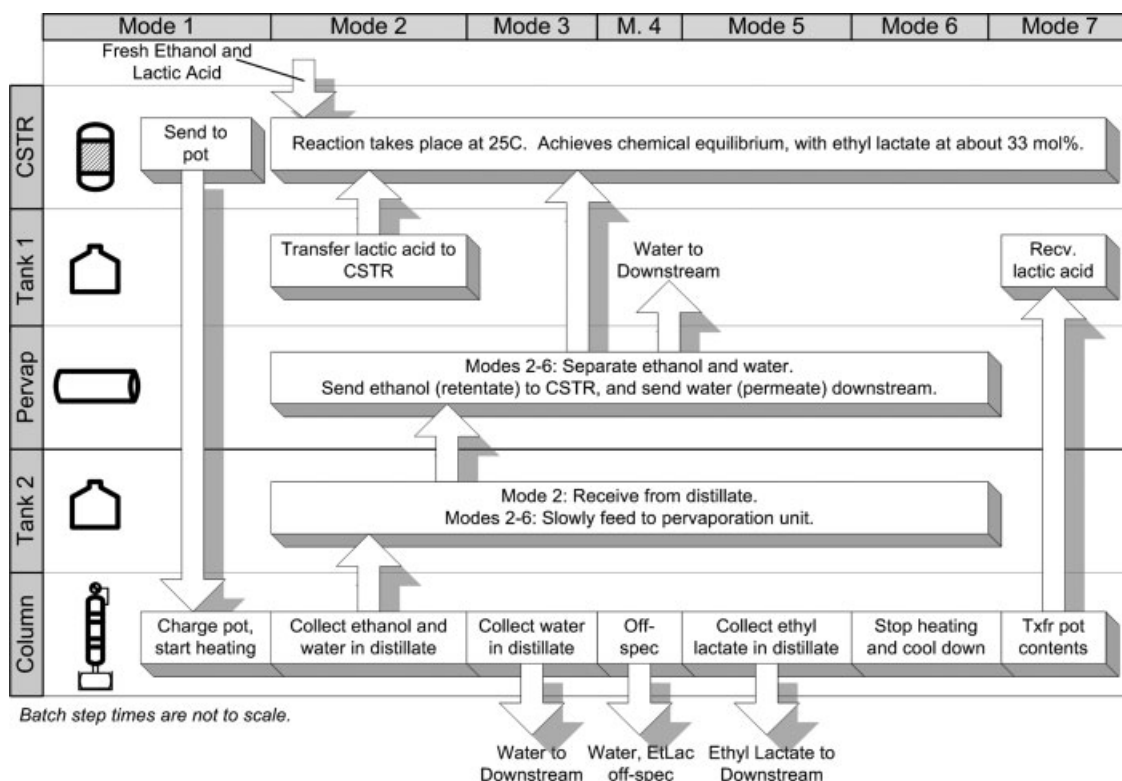 Mode 1
Mode 2
Mode 3
M. 4
Mode 5
Mode 6
Mode 7
Fresh Ethanol and
Lactic Acid
CSTR
Send to
pot
Reaction takes place at 25C. Achieves chemical equilibrium, with ethyl lactate at about 33 mol%.
Tank 1
Transfer lactic acid to
CSTR
Water to
Downstream
Recv.
lactic acid
Pervap
Modes 2-6: Separate ethanol and water.
Send ethanol (retentate) to CSTR, and send water (permeate) downstream.
Tank 2
Mode 2: Receive from distillate.
Modes 2-6: Slowly feed to pervaporation unit.
Column
Charge pot,
start heating
Collect ethanol and
water in distillate
Collect water
in distillate
Off-
spec
Collect ethyl
lactate in distillate
Stop heating
and cool down
Txfr pot
contents
Batch step times are not to scale.
Water to
Downstream
Water, EtLac
off-spec
Ethyl Lactate to
Downstream